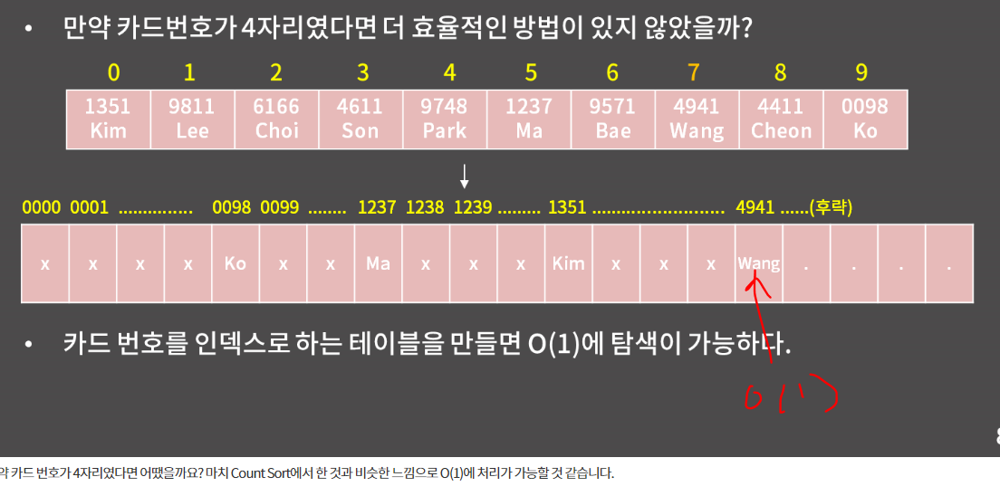 • 만약 카드번호가 4자리였다면 더 효율적인 방법이 있지 않았을까?
0 1 2 3 4 5 6 7 8 9
1351 9811 6166 4611 9748 1237 9571 4941 4411 0098
Kim Lee Choi Son Park Ma Bae Wang Cheon Ko
0000 0001 ............... 0098 0099 ........ 1237 1238 1239 ......... 1351 ............................ 4941 ......(후략)
x x x x Ko x x Ma x x x Kim x x x Wang . . . .
• 카드 번호를 인덱스로 하는 테이블을 만들면 O(1)에 탐색이 가능하다.
O(1)
약 카드 번호가 4자리였다면 어땠을까요? 마치 Count Sort에서 한 것과 비슷한 느낌으로 O(1)에 처리가 가능할 것 같습니다.